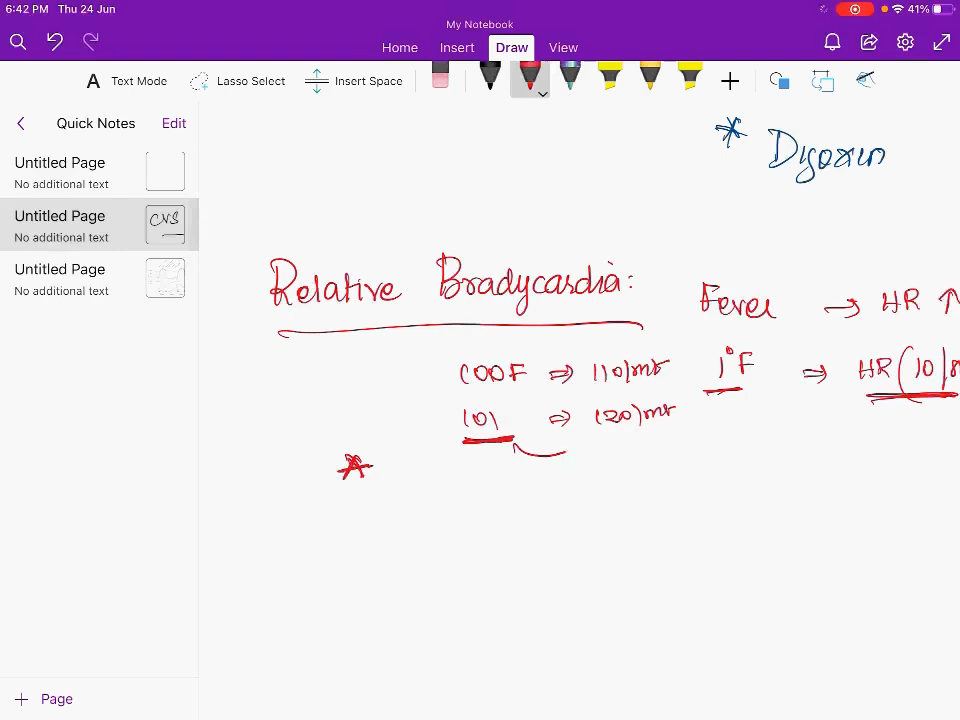 6:42 PM Thu 24 Jun
41%
My Notebook
Home Insert Draw View
A Text Mode Lasso Select Insert Space
Quick Notes Edit
Untitled Page
No additional text
Untitled Page
No additional text
CNS
Untitled Page
No additional text
* Digoxin
Relative Bradycardia:
Fever → HR ↑
100F ⇒ 110/mt
1°F ⇒ HR (10/
101 ⇒ 120/mt
*
+ Page